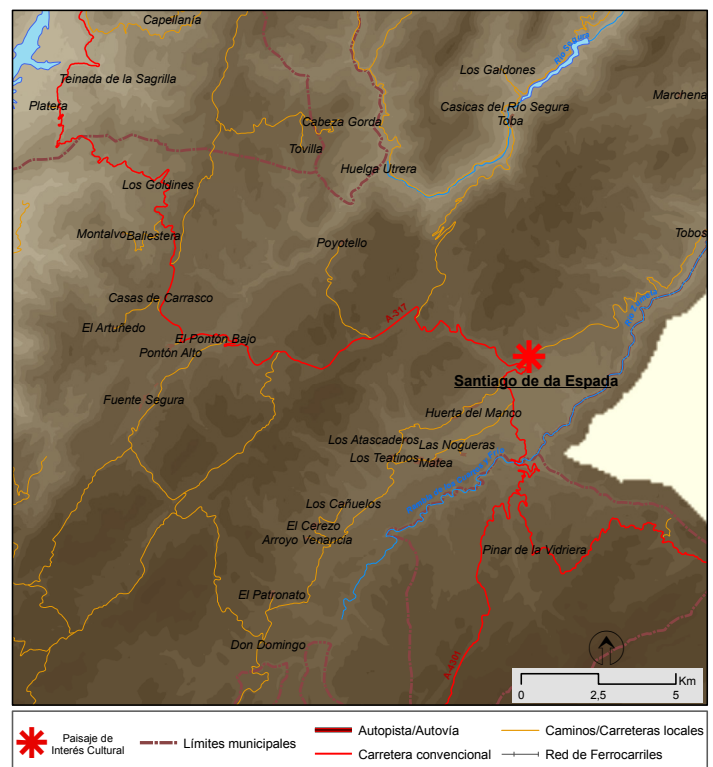 Capellanía
Río Segura
Los Galdones
Teinada de la Sagrilla
Marchena
Platera
Casicas del Río Segura
Toba
Cabeza Gorda
Tovilla
Huelga Utrera
Los Goldines
Montalvo
Ballestera
Poyotello
Tobos
Casas de Carrasco
A-317
El Artuñedo
El Pontón Bajo
Pontón Alto
Santiago de da Espada
Fuente Segura
Huerta del Manco
Los Atascaderos
Las Nogueras
Los Teatinos
Matea
Los Cañuelos
El Cerezo
Arroyo Venancia
Pinar de la Vidriera
El Patronato
Don Domingo
A-4301
Km
0 2,5 5
Paisaje de
Interés Cultural
Límites municipales
Autopista/Autovía
Carretera convencional
Caminos/Carreteras locales
Red de Ferrocarriles